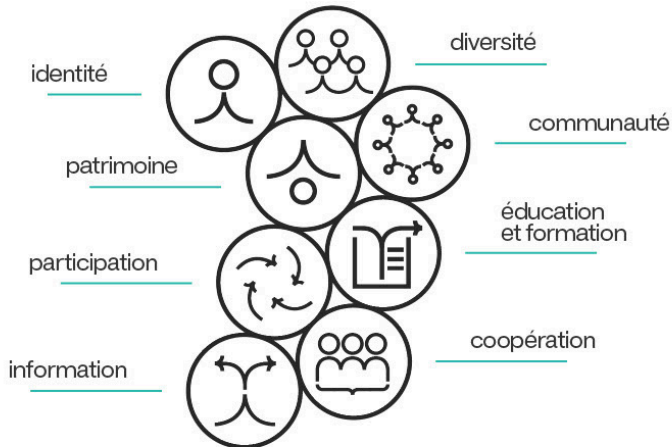 diversité
identité
communauté
patrimoine
éducation
et formation
participation
coopération
information